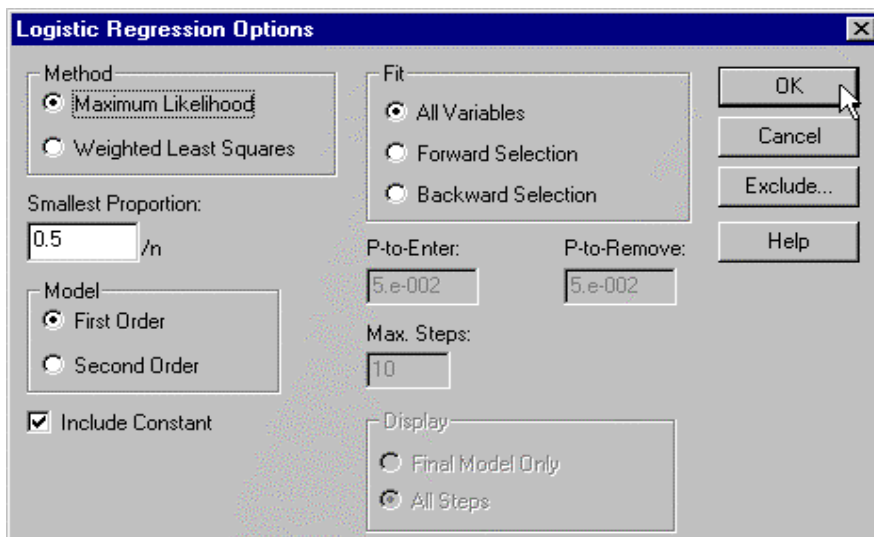 Logistic Regression Options
Method
Maximum Likelihood
Weighted Least Squares
Smallest Proportion:
0.5 /n
Model
First Order
Second Order
Include Constant
Fit
All Variables
Forward Selection
Backward Selection
P-to-Enter: P-to-Remove:
5.e-002 5.e-002
Max. Steps:
10
Display
Final Model Only
All Steps
OK
Cancel
Exclude...
Help